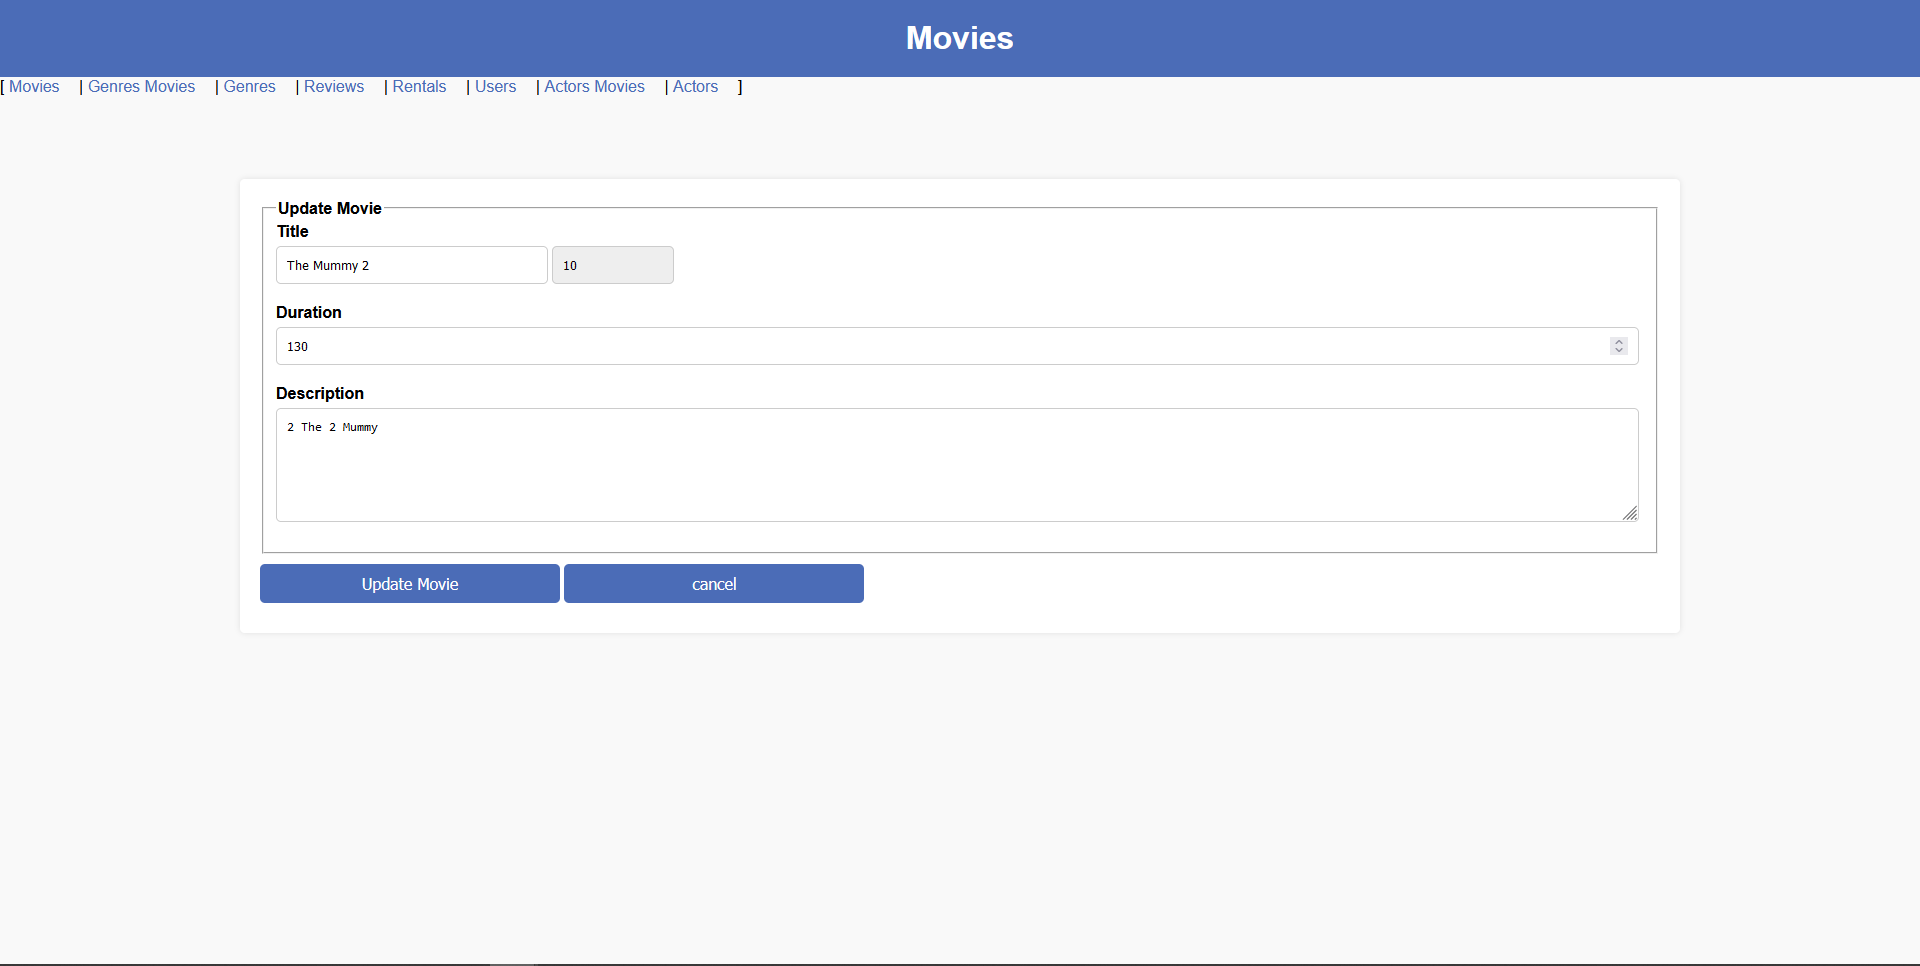 Movies
[ Movies | Genres Movies | Genres | Reviews | Rentals | Users | Actors Movies | Actors ]
Update Movie
Title
The Mummy 2 10
Duration
130
Description
2 The 2 Mummy
Update Movie cancel